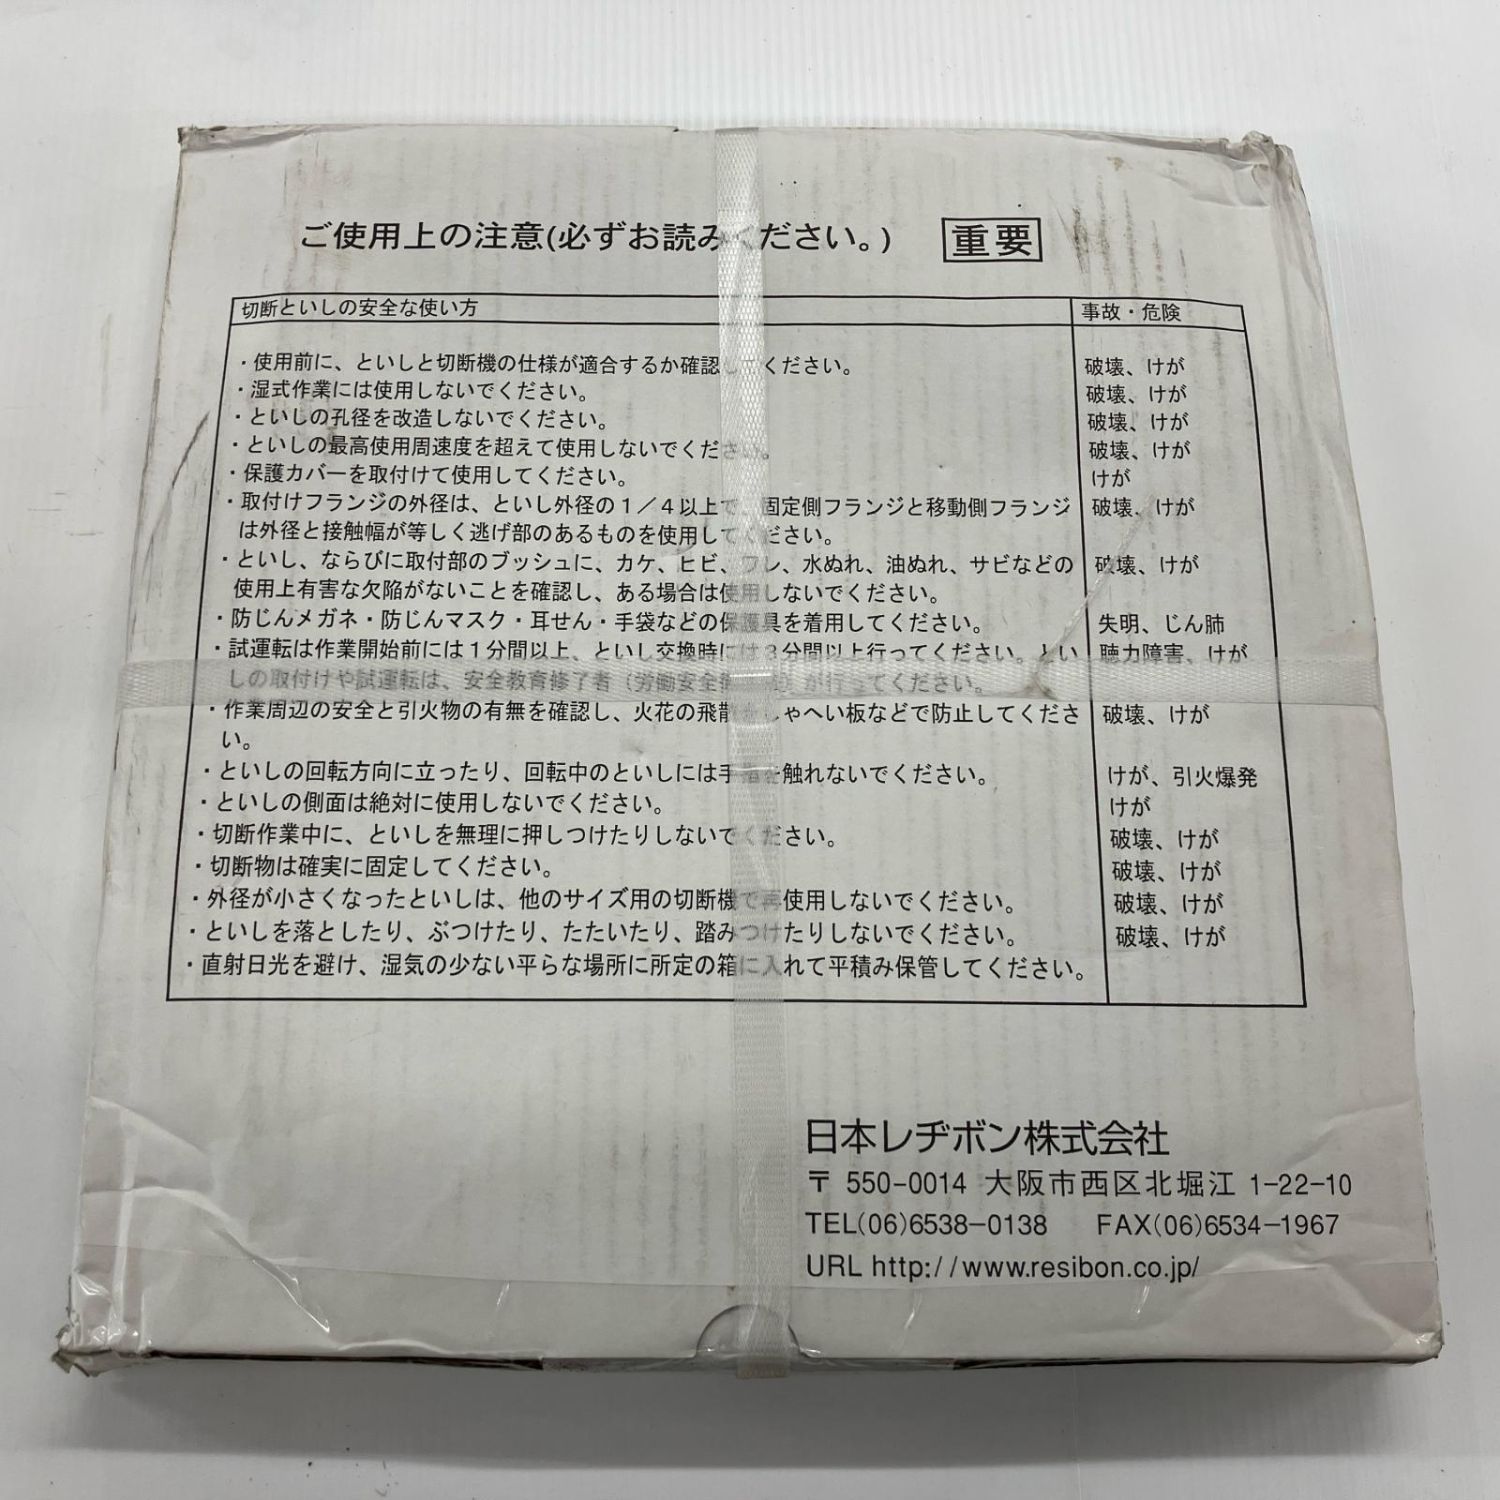 ご使用上の注意(必ずお読みください。) 重要
切断といしの安全な使い方 事故・危険
・使用前に、といしと切断機の仕様が適合するか確認してください。 破壊、けが
・湿式作業には使用しないでください。 破壊、けが
・といしの孔径を改造しないでください。 破壊、けが
・といしの最高使用周速度を超えて使用しないでください。 破壊、けが
・保護カバーを取付けて使用してください。 けが
・取付けフランジの外径は、といし外径の1/4以上で、固定側フランジと移動側フランジ 破壊、けが
は外径と接触幅が等しく逃げ部のあるものを使用してください。
・といし、ならびに取付部のブッシュに、カケ、ヒビ、ワレ、水ぬれ、油ぬれ、サビなどの 破壊、けが
使用上有害な欠陥がないことを確認し、ある場合は使用しないでください。
・防じんメガネ・防じんマスク・耳せん・手袋などの保護具を着用してください。 失明、じん肺
・試運転は作業開始前には1分間以上、といし交換時には3分間以上行ってください。とい 聴力障害、けが
しの取付けや試運転は、安全教育修了者(労働安全衛生法)が行ってください。
・作業周辺の安全と引火物の有無を確認し、火花の飛散をしゃへい板などで防止してくださ 破壊、けが
い。
・といしの回転方向に立ったり、回転中のといしには手指を触れないでください。 けが、引火爆発
・といしの側面は絶対に使用しないでください。 けが
・切断作業中に、といしを無理に押しつけたりしないでください。 破壊、けが
・切断物は確実に固定してください。 破壊、けが
・外径が小さくなったといしは、他のサイズ用の切断機で再使用しないでください。 破壊、けが
・といしを落としたり、ぶつけたり、たたいたり、踏みつけたりしないでください。 破壊、けが
・直射日光を避け、湿気の少ない平らな場所に所定の箱に入れて平積み保管してください。
日本レヂボン株式会社
〒 550-0014 大阪市西区北堀江 1-22-10
TEL(06)6538-0138 FAX(06)6534-1967
URL http://www.resibon.co.jp/